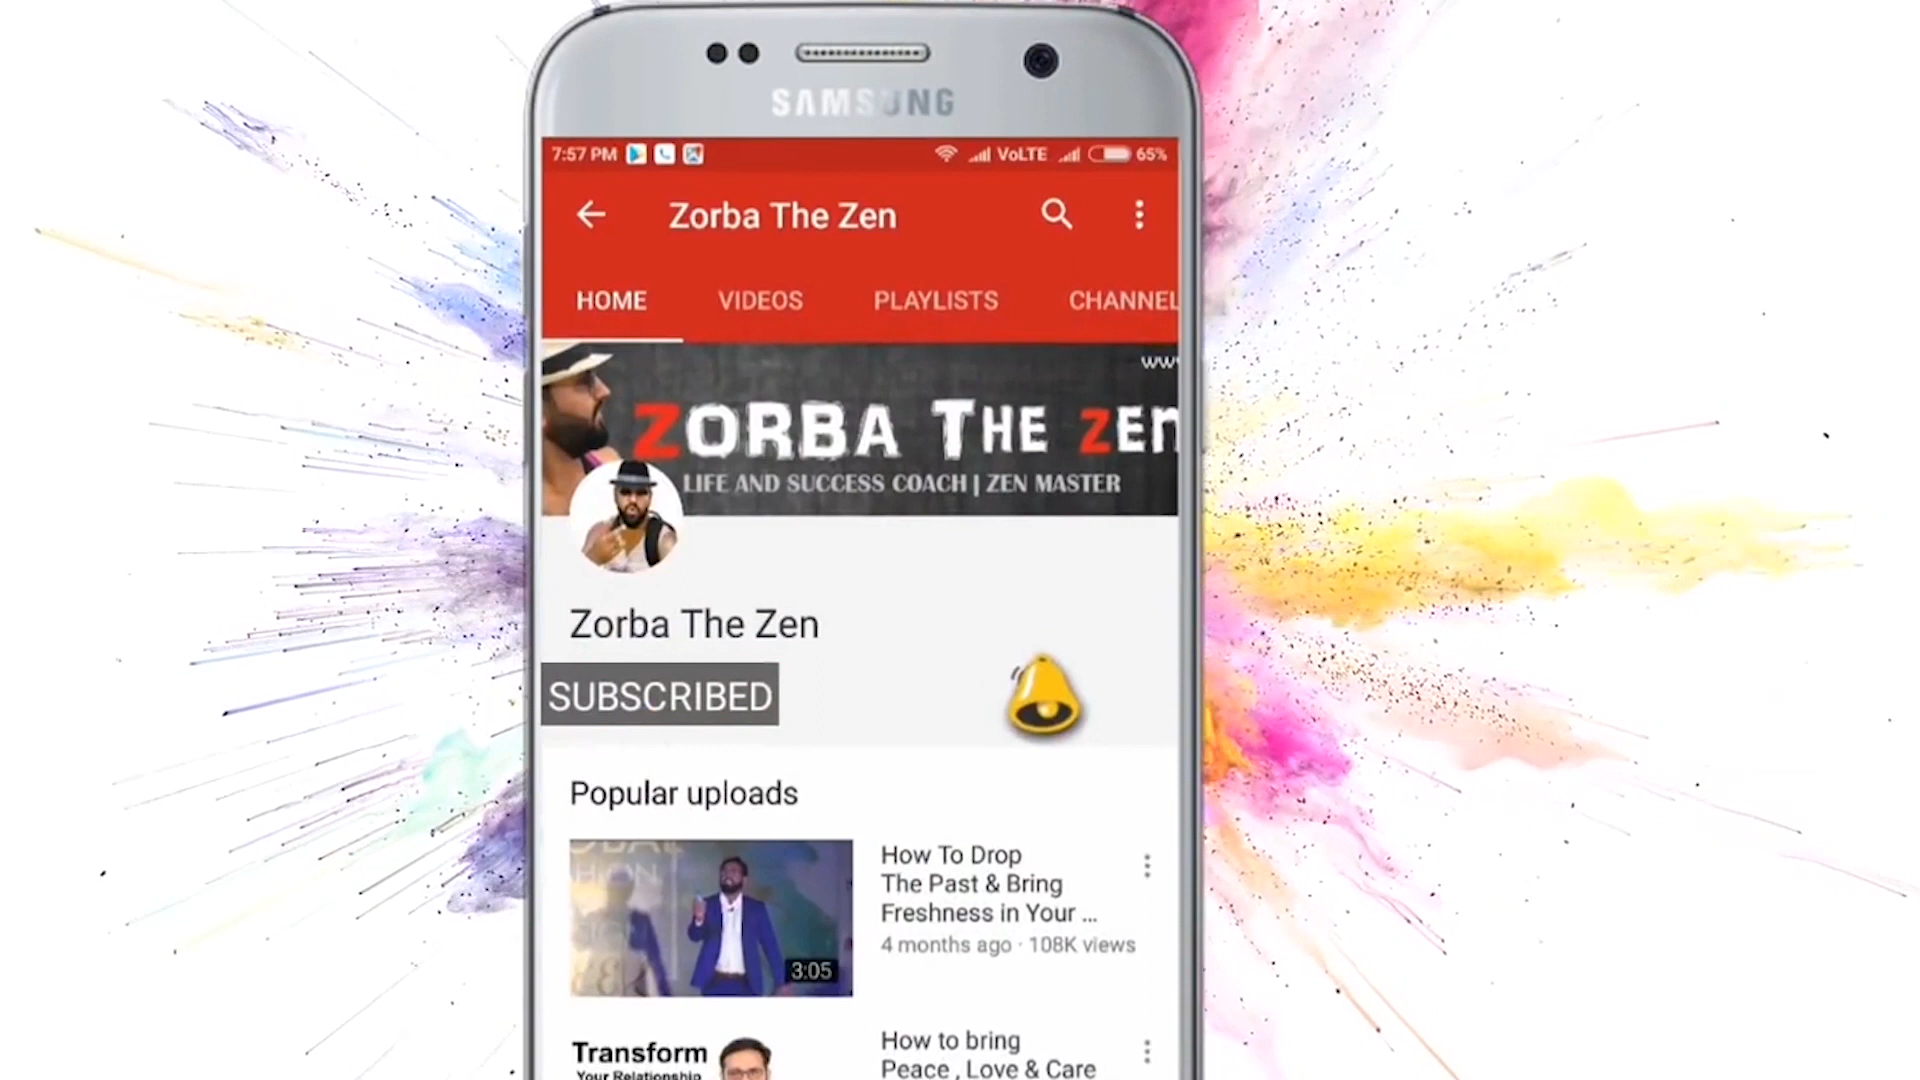 SAMSUNG
7:57 PM
VoLTE
65%
Zorba The Zen
HOME
VIDEOS
PLAYLISTS
CHANNEL
ZORBA THE ZEN
LIFE AND SUCCESS COACH | ZEN MASTER
Zorba The Zen
SUBSCRIBED
Popular uploads
3:05
How To Drop
The Past & Bring
Freshness in Your ...
4 months ago · 108K views
Transform
Your Relationship
How to bring
Peace , Love & Care